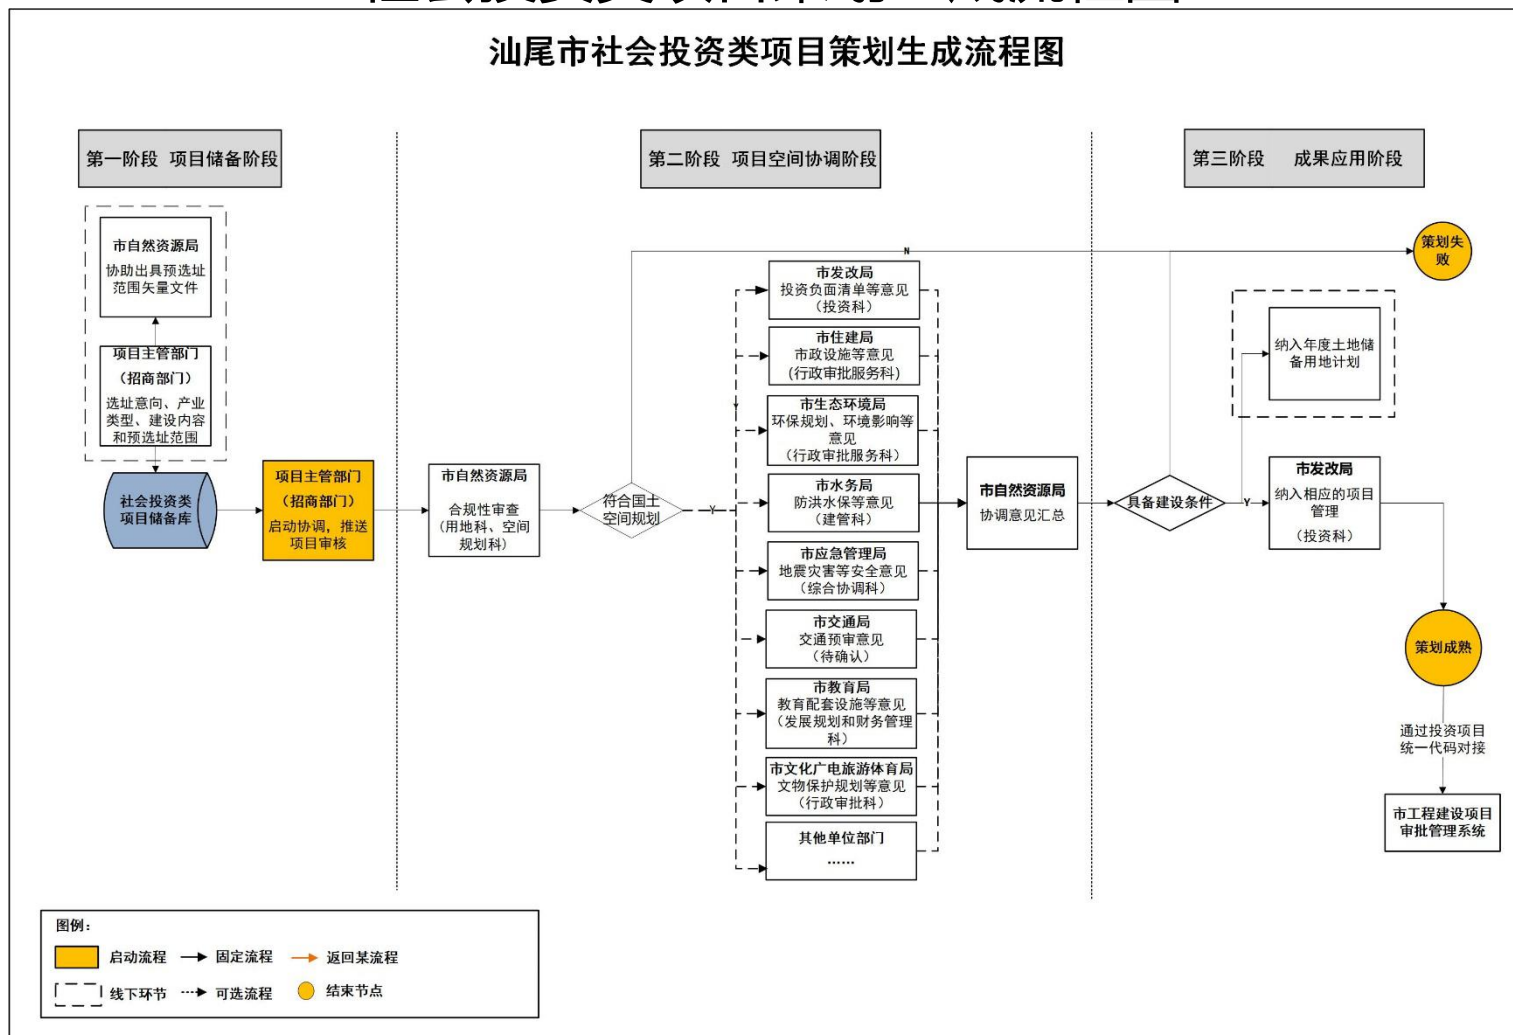 汕尾市社会投资类项目策划生成流程图
第一阶段 项目储备阶段
第二阶段 项目空间协调阶段
第三阶段 成果应用阶段
市自然资源局
协助出具预选址
范围矢量文件
项目主管部门
（招商部门）
选址意向、产业
类型、建设内容
和预选址范围
社会投资类
项目储备库
项目主管部门
（招商部门）
启动协调，推送
项目审核
市自然资源局
合规性审查
(用地科、空间
规划科)
符合国土
空间规划
N
Y
市发改局
投资负面清单等意见
（投资科）
市住建局
市政设施等意见
(行政审批服务科)
市生态环境局
环保规划、环境影响等
意见
（行政审批服务科）
市水务局
防洪水保等意见
（建管科）
市应急管理局
地震灾害等安全意见
（综合协调科）
市交通局
交通预审意见
（待确认）
市教育局
教育配套设施等意见
（发展规划和财务管理
科）
市文化广电旅游体育局
文物保护规划等意见
（行政审批科）
其他单位部门
……
市自然资源局
协调意见汇总
具备建设条件
Y
策划失
败
纳入年度土地储
备用地计划
市发改局
纳入相应的项目
管理
（投资科）
策划成熟
通过投资项目
统一代码对接
市工程建设项目
审批管理系统
图例：
启动流程
固定流程
返回某流程
线下环节
可选流程
结束节点